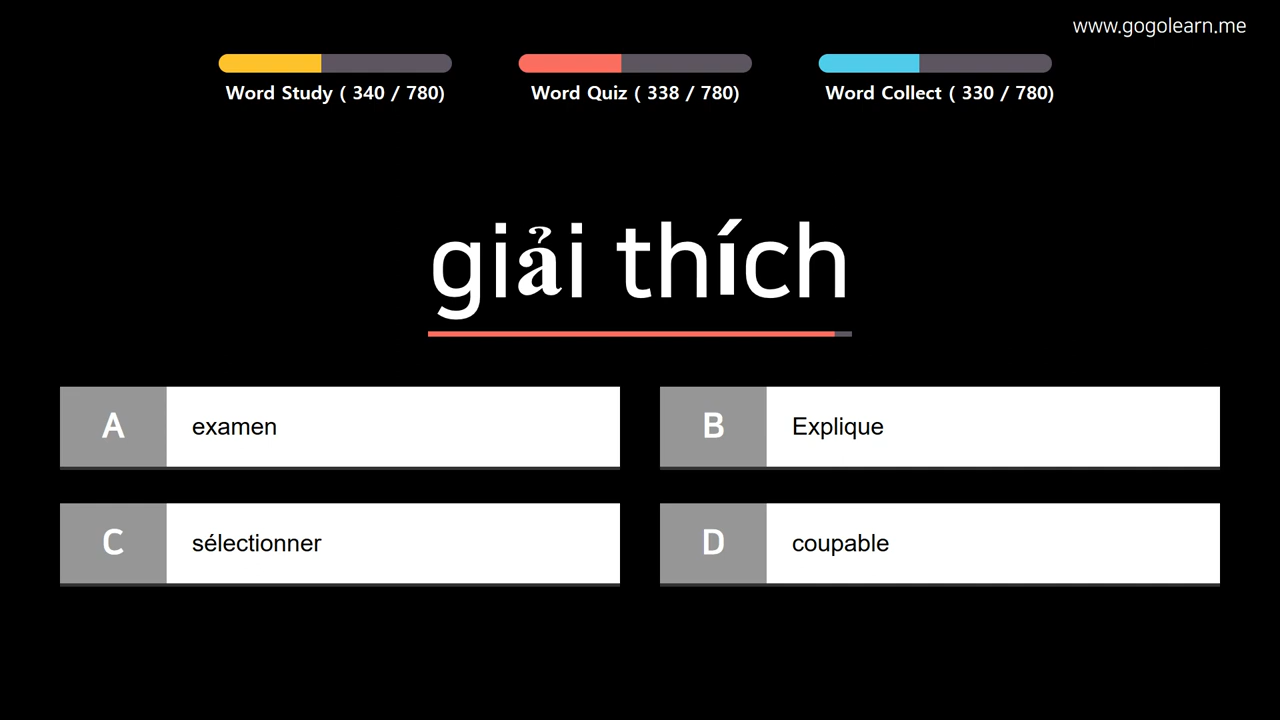 www.gogolearn.me
Word Study ( 340 / 780)
Word Quiz ( 338 / 780)
Word Collect ( 330 / 780)
giải thích
A examen
B Explique
C sélectionner
D coupable